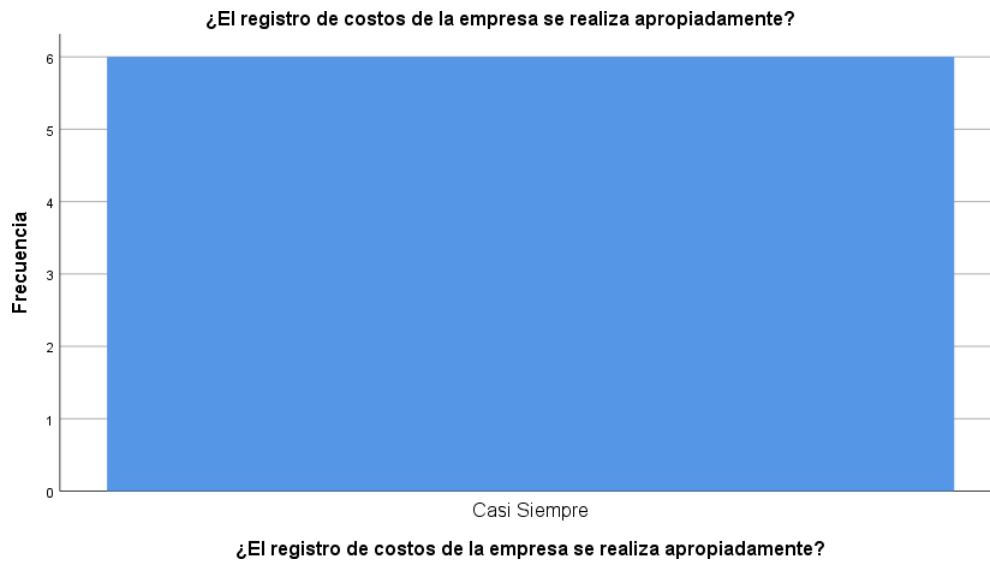 ¿El registro de costos de la empresa se realiza apropiadamente?
Frecuencia
6
5
4
3
2
1
0
Casi Siempre
¿El registro de costos de la empresa se realiza apropiadamente?